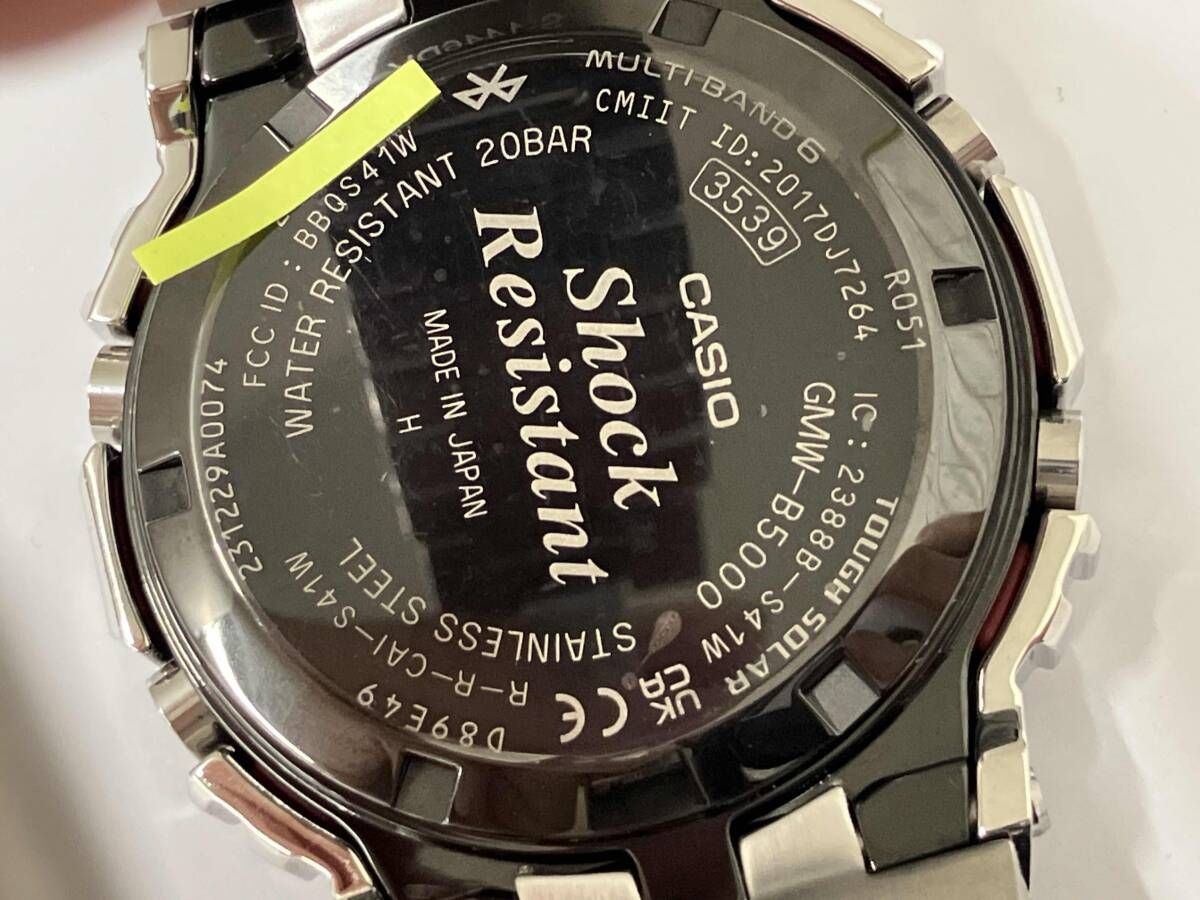 MULTI BAND 6
TOUGH SOLAR
R051
CMIIT ID:2017DJ7264
IC:2388B-S41W
3539
CASIO
GMW-B5000
Shock
Resistant
WATER RESISTANT 20BAR
MADE IN JAPAN
H
STAINLESS STEEL
FCC ID:BBQS41W
R-R-CAI-S41W
231229A0074
D89E49
CE
UK
CA